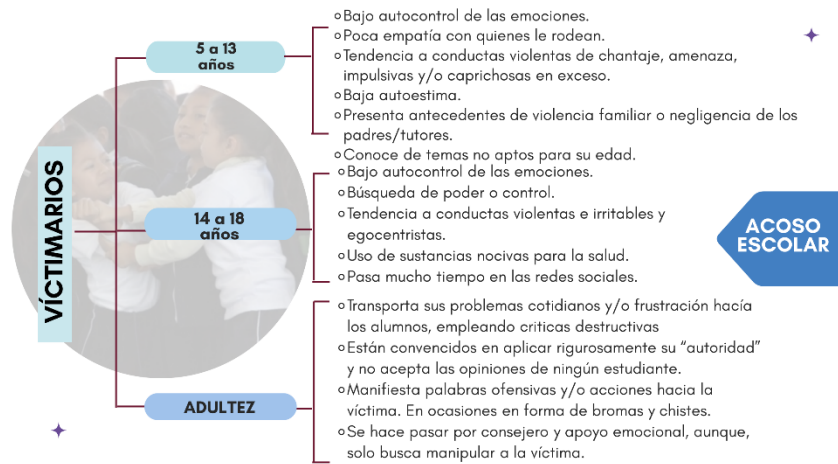 VÍCTIMARIOS
5 a 13
años
Bajo autocontrol de las emociones.
Poca empatía con quienes le rodean.
Tendencia a conductas violentas de chantaje, amenaza,
impulsivas y/o caprichosas en exceso.
Baja autoestima.
Presenta antecedentes de violencia familiar o negligencia de los
padres/tutores.
Conoce de temas no aptos para su edad.
14 a 18
años
Bajo autocontrol de las emociones.
Búsqueda de poder o control.
Tendencia a conductas violentas e irritables y
egocentristas.
Uso de sustancias nocivas para la salud.
Pasa mucho tiempo en las redes sociales.
ADULTEZ
Transporta sus problemas cotidianos y/o frustración hacía
los alumnos, empleando criticas destructivas
Están convencidos en aplicar rigurosamente su “autoridad”
y no acepta las opiniones de ningún estudiante.
Manifiesta palabras ofensivas y/o acciones hacia la
víctima. En ocasiones en forma de bromas y chistes.
Se hace pasar por consejero y apoyo emocional, aunque,
solo busca manipular a la víctima.
ACOSO
ESCOLAR